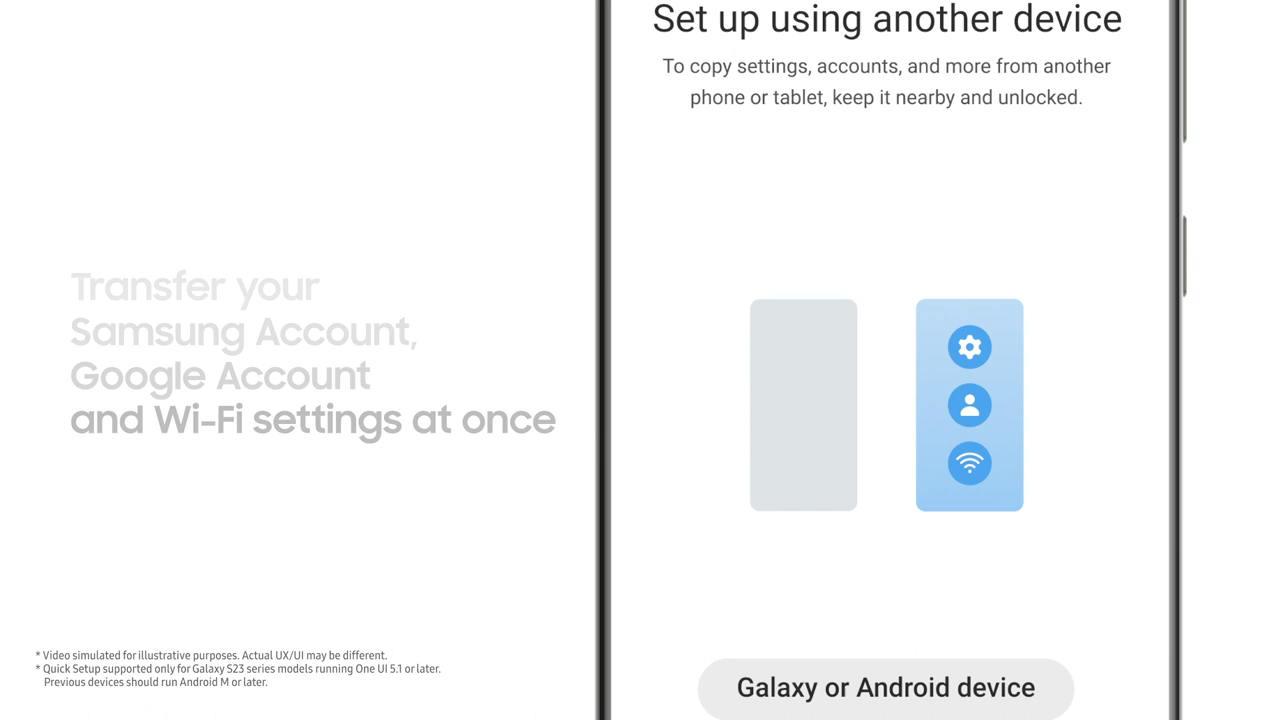 Set up using another device
To copy settings, accounts, and more from another
phone or tablet, keep it nearby and unlocked.
Transfer your
Samsung Account,
Google Account
and Wi-Fi settings at once
* Video simulated for illustrative purposes. Actual UX/UI may be different.
* Quick Setup supported only for Galaxy S23 series models running One UI 5.1 or later.
Previous devices should run Android M or later.
Galaxy or Android device